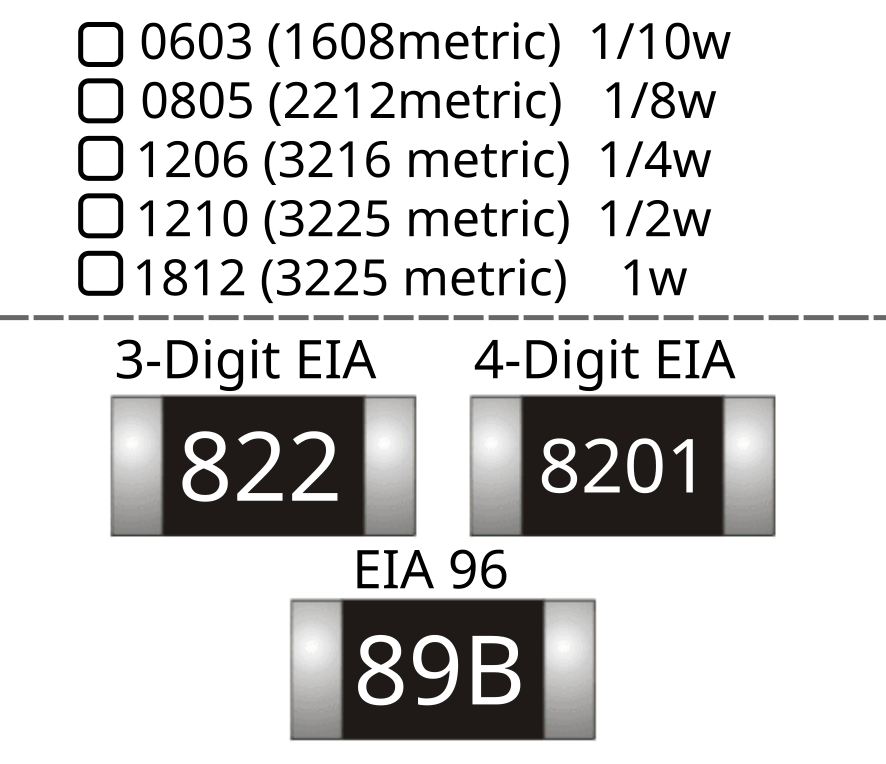 0603 (1608metric) 1/10w
0805 (2212metric) 1/8w
1206 (3216 metric) 1/4w
1210 (3225 metric) 1/2w
1812 (3225 metric) 1w
3-Digit EIA 4-Digit EIA
822 8201
EIA 96
89B